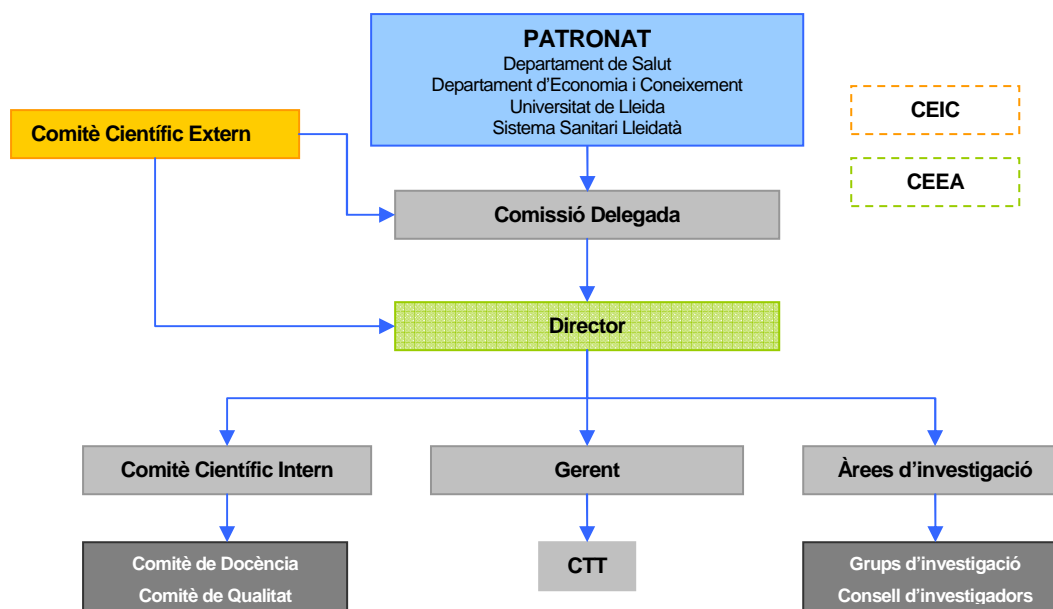 PATRONAT
Departament de Salut
Departament d'Economia i Coneixement
Universitat de Lleida
Sistema Sanitari Lleidatà
Comitè Científic Extern
CEIC
CEEA
Comissió Delegada
Director
Comitè Científic Intern
Gerent
Àrees d'investigació
Comitè de Docència
Comitè de Qualitat
CTT
Grups d'investigació
Consell d'investigadors